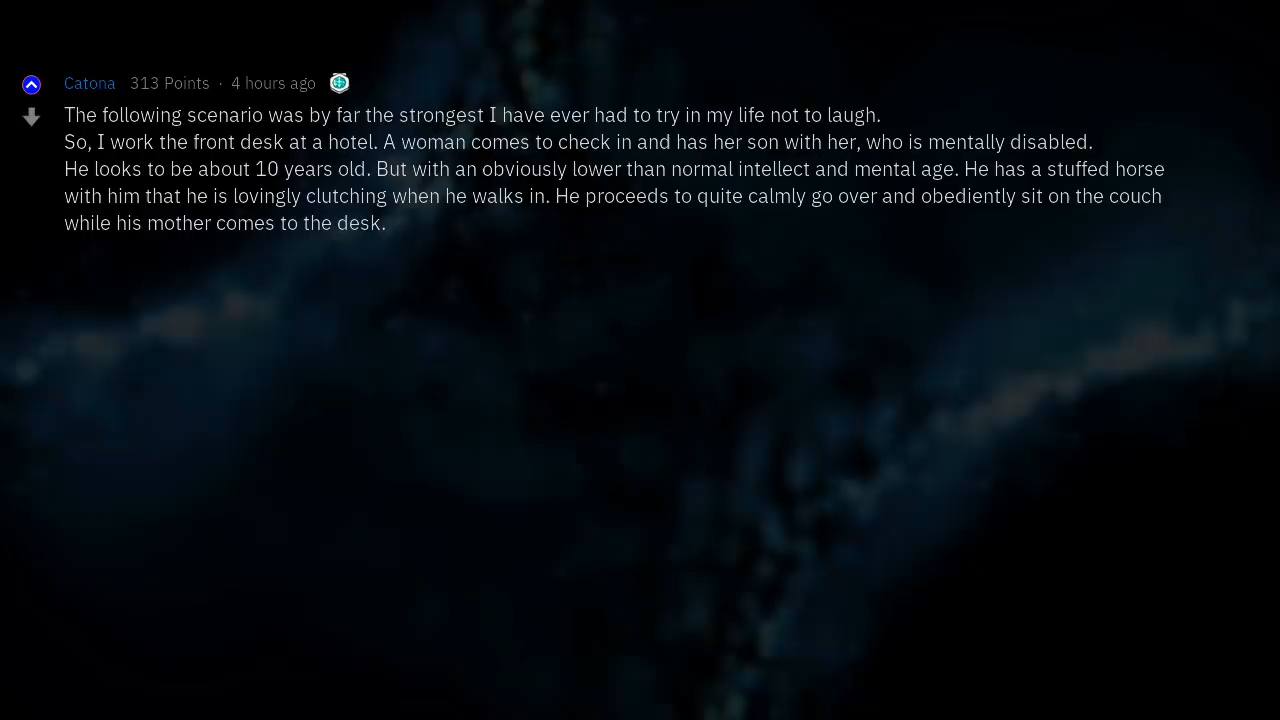 Catona 313 Points · 4 hours ago
The following scenario was by far the strongest I have ever had to try in my life not to laugh.
So, I work the front desk at a hotel. A woman comes to check in and has her son with her, who is mentally disabled.
He looks to be about 10 years old. But with an obviously lower than normal intellect and mental age. He has a stuffed horse
with him that he is lovingly clutching when he walks in. He proceeds to quite calmly go over and obediently sit on the couch
while his mother comes to the desk.